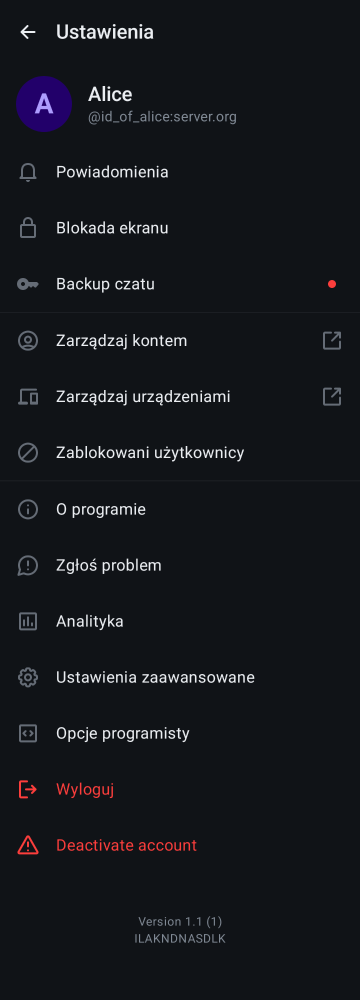 Ustawienia
A
Alice
@id_of_alice:server.org
Powiadomienia
Blokada ekranu
Backup czatu
Zarządzaj kontem
Zarządzaj urządzeniami
Zablokowani użytkownicy
O programie
Zgłoś problem
Analityka
Ustawienia zaawansowane
Opcje programisty
Wyloguj
Deactivate account
Version 1.1 (1)
ILAKNDNASDLK